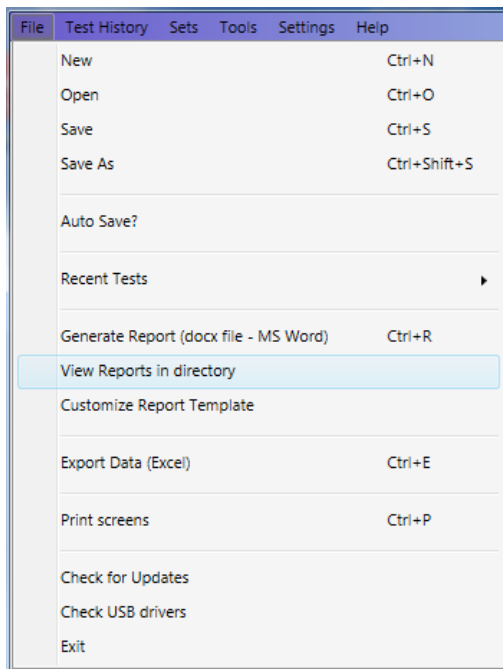 File Test History Sets Tools Settings Help
New Ctrl+N
Open Ctrl+O
Save Ctrl+S
Save As Ctrl+Shift+S
Auto Save?
Recent Tests
Generate Report (docx file - MS Word) Ctrl+R
View Reports in directory
Customize Report Template
Export Data (Excel) Ctrl+E
Print screens Ctrl+P
Check for Updates
Check USB drivers
Exit